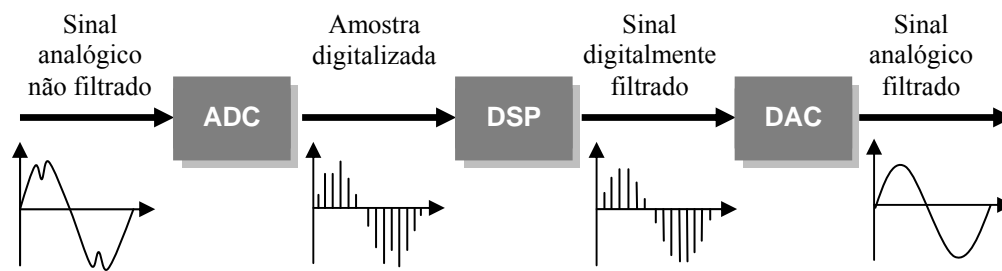 Sinal
analógico
não filtrado
Amostra
digitalizada
Sinal
digitalmente
filtrado
Sinal
analógico
filtrado
ADC
DSP
DAC